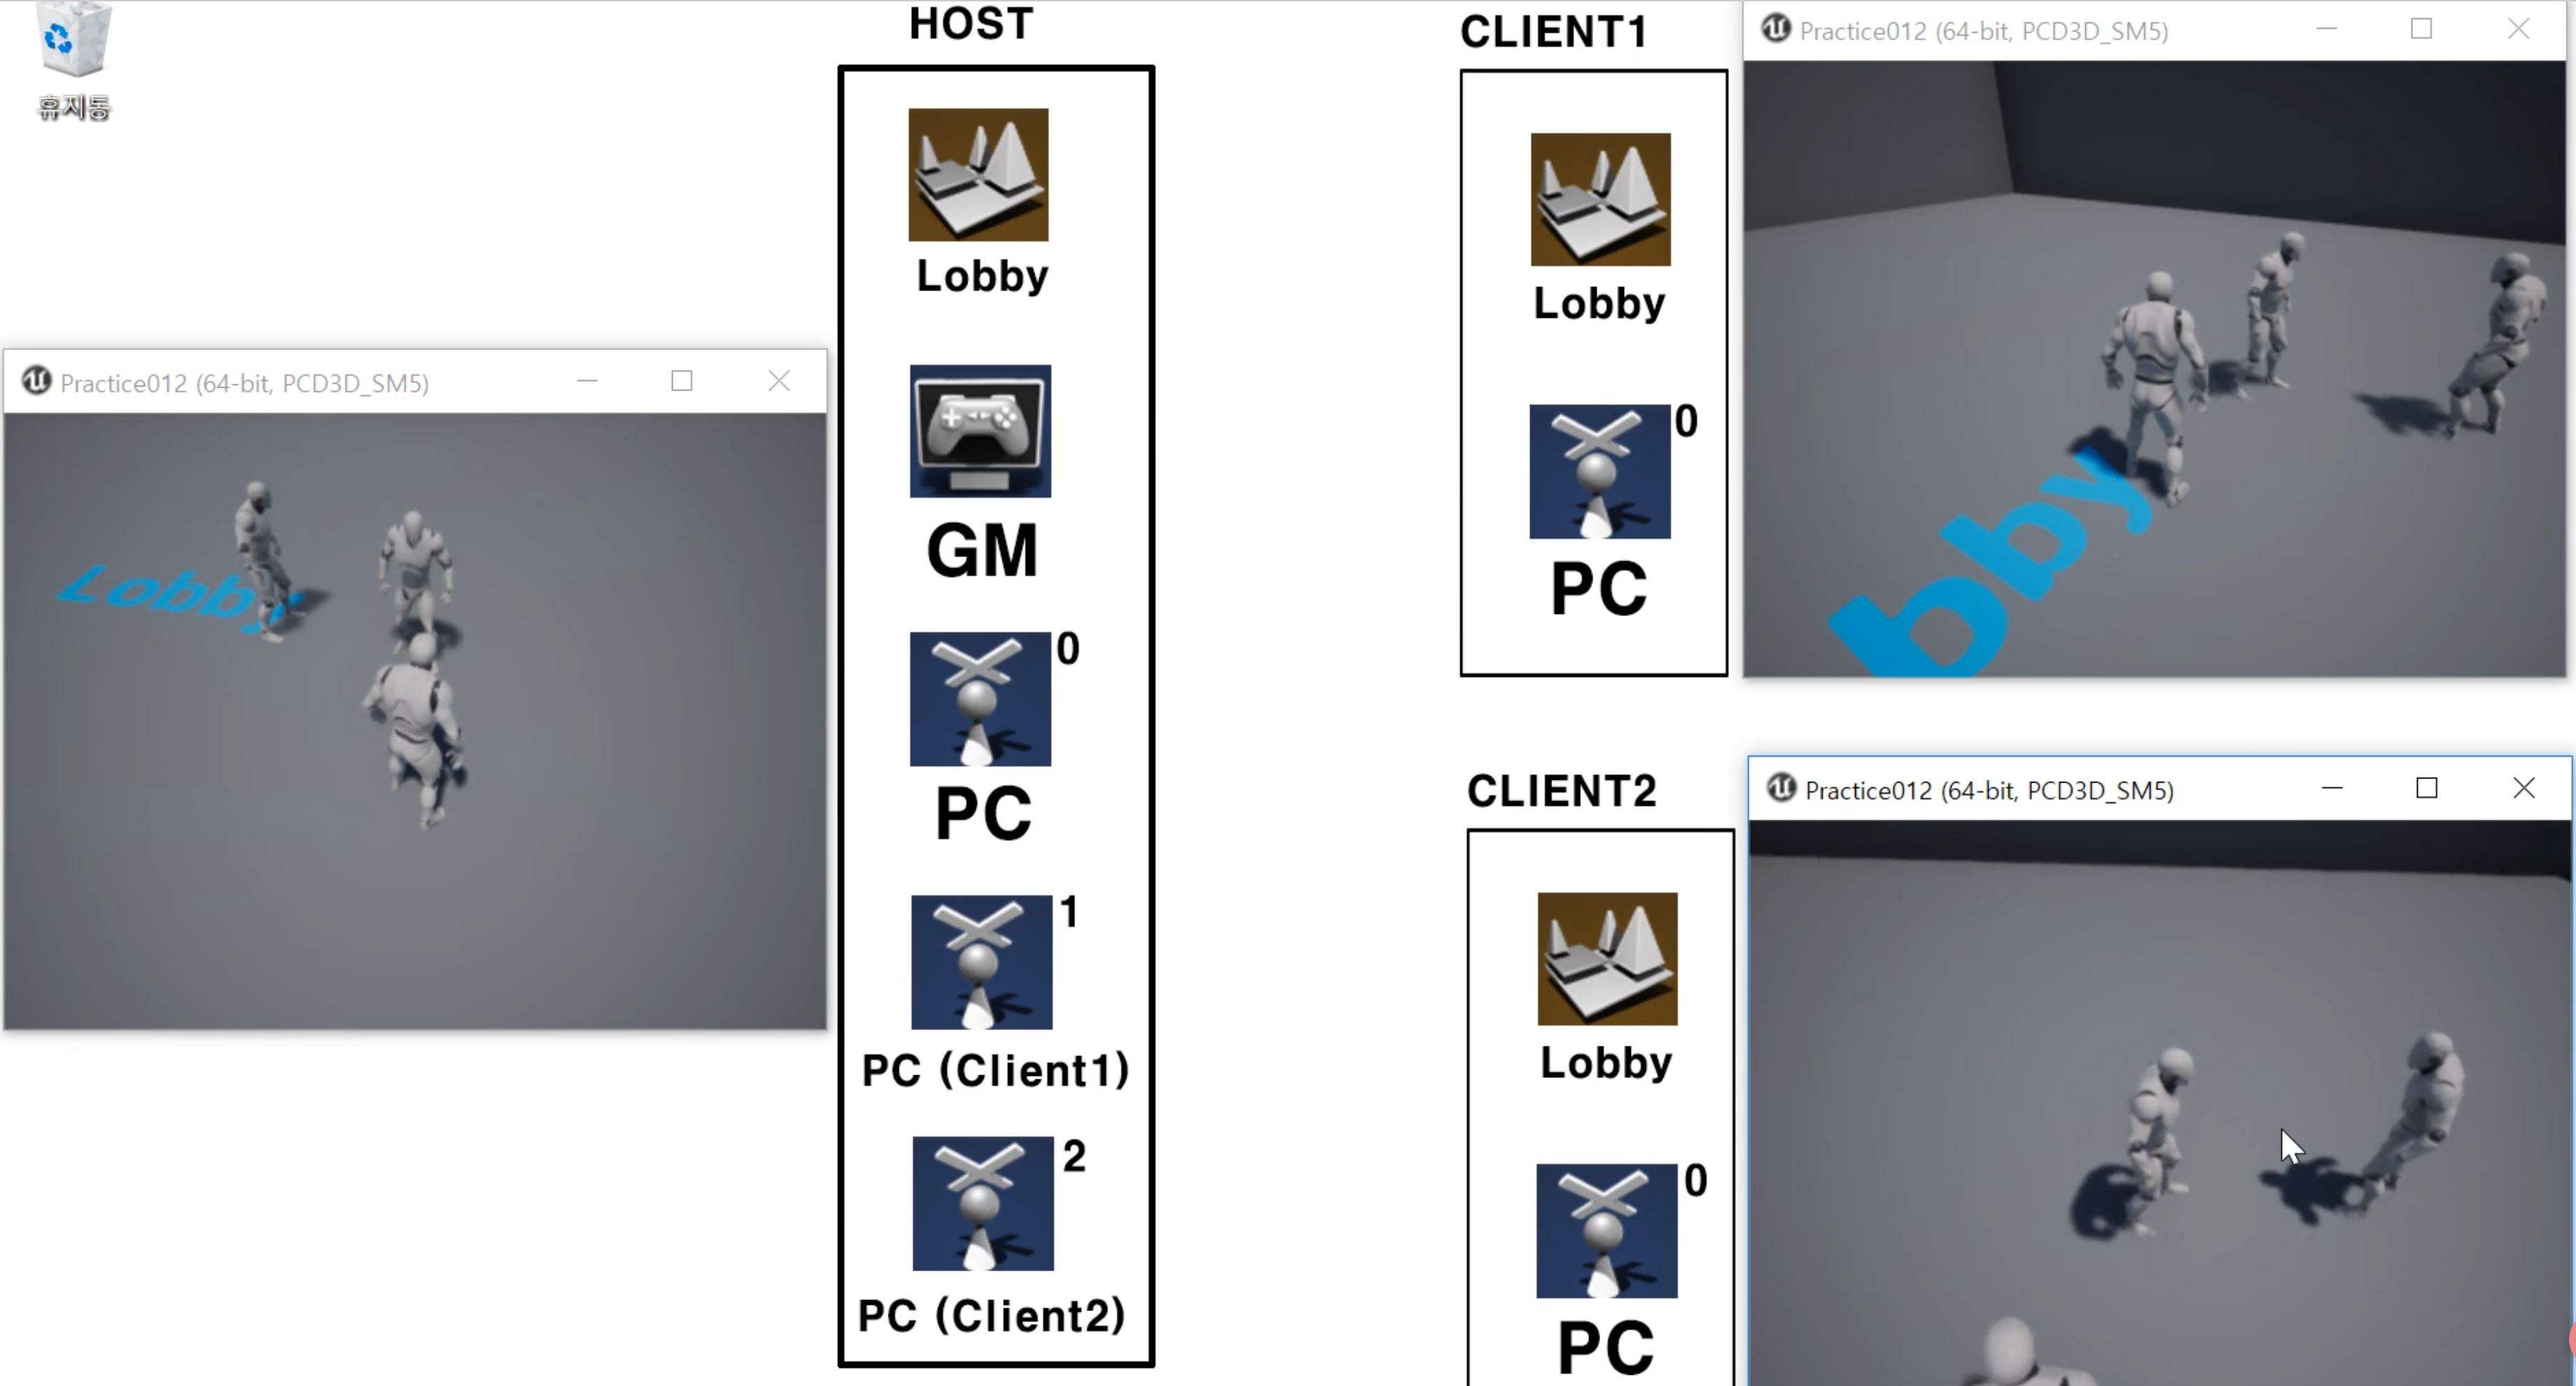 휴지통
Practice012 (64-bit, PCD3D_SM5)
Lobby
HOST
Lobby
GM
0
PC
1
PC (Client1)
2
PC (Client2)
CLIENT1
Lobby
0
PC
Practice012 (64-bit, PCD3D_SM5)
bby
CLIENT2
Lobby
0
PC
Practice012 (64-bit, PCD3D_SM5)